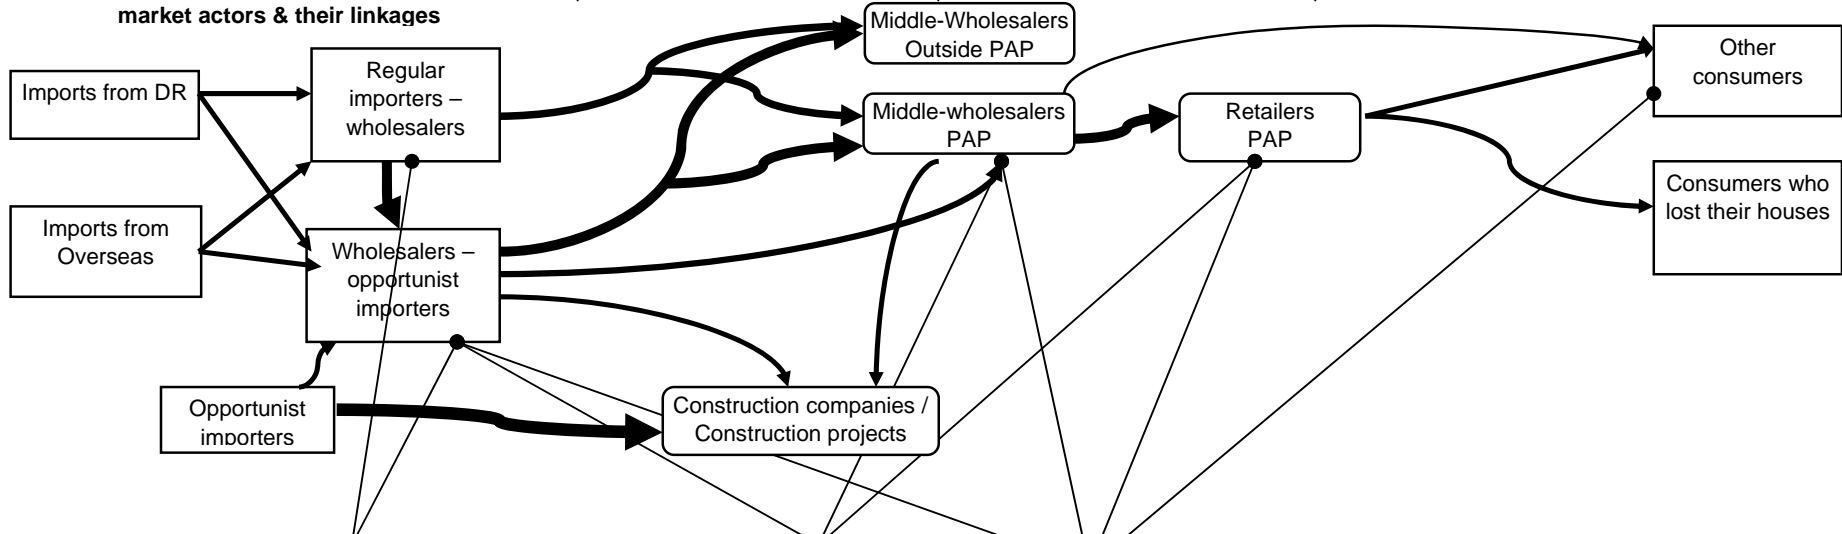 market actors & their linkages
Middle-Wholesalers
Outside PAP
Other
consumers
Regular
importers –
wholesalers
Imports from DR
Middle-wholesalers
PAP
Retailers
PAP
Consumers who
lost their houses
Imports from
Overseas
Wholesalers –
opportunist
importers
Opportunist
importers
Construction companies /
Construction projects